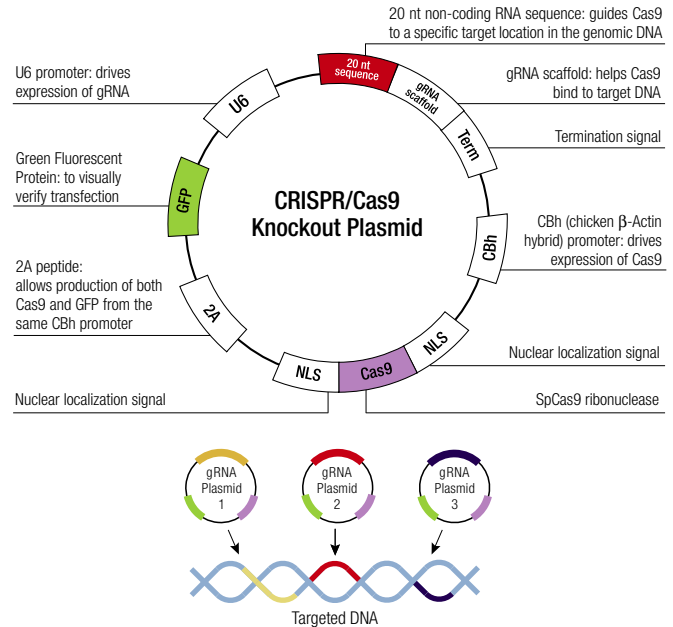 20 nt non-coding RNA sequence: guides Cas9
to a specific target location in the genomic DNA
U6 promoter: drives
expression of gRNA
gRNA scaffold: helps Cas9
bind to target DNA
Termination signal
Green Fluorescent
Protein: to visually
verify transfection
CBh (chicken β-Actin
hybrid) promoter: drives
expression of Cas9
2A peptide:
allows production of both
Cas9 and GFP from the
same CBh promoter
Nuclear localization signal
Nuclear localization signal
SpCas9 ribonuclease
20 nt
sequence
gRNA
scaffold
Term
CBh
NLS
Cas9
NLS
2A
GFP
U6
CRISPR/Cas9
Knockout Plasmid
gRNA
Plasmid
1
gRNA
Plasmid
2
gRNA
Plasmid
3
Targeted DNA